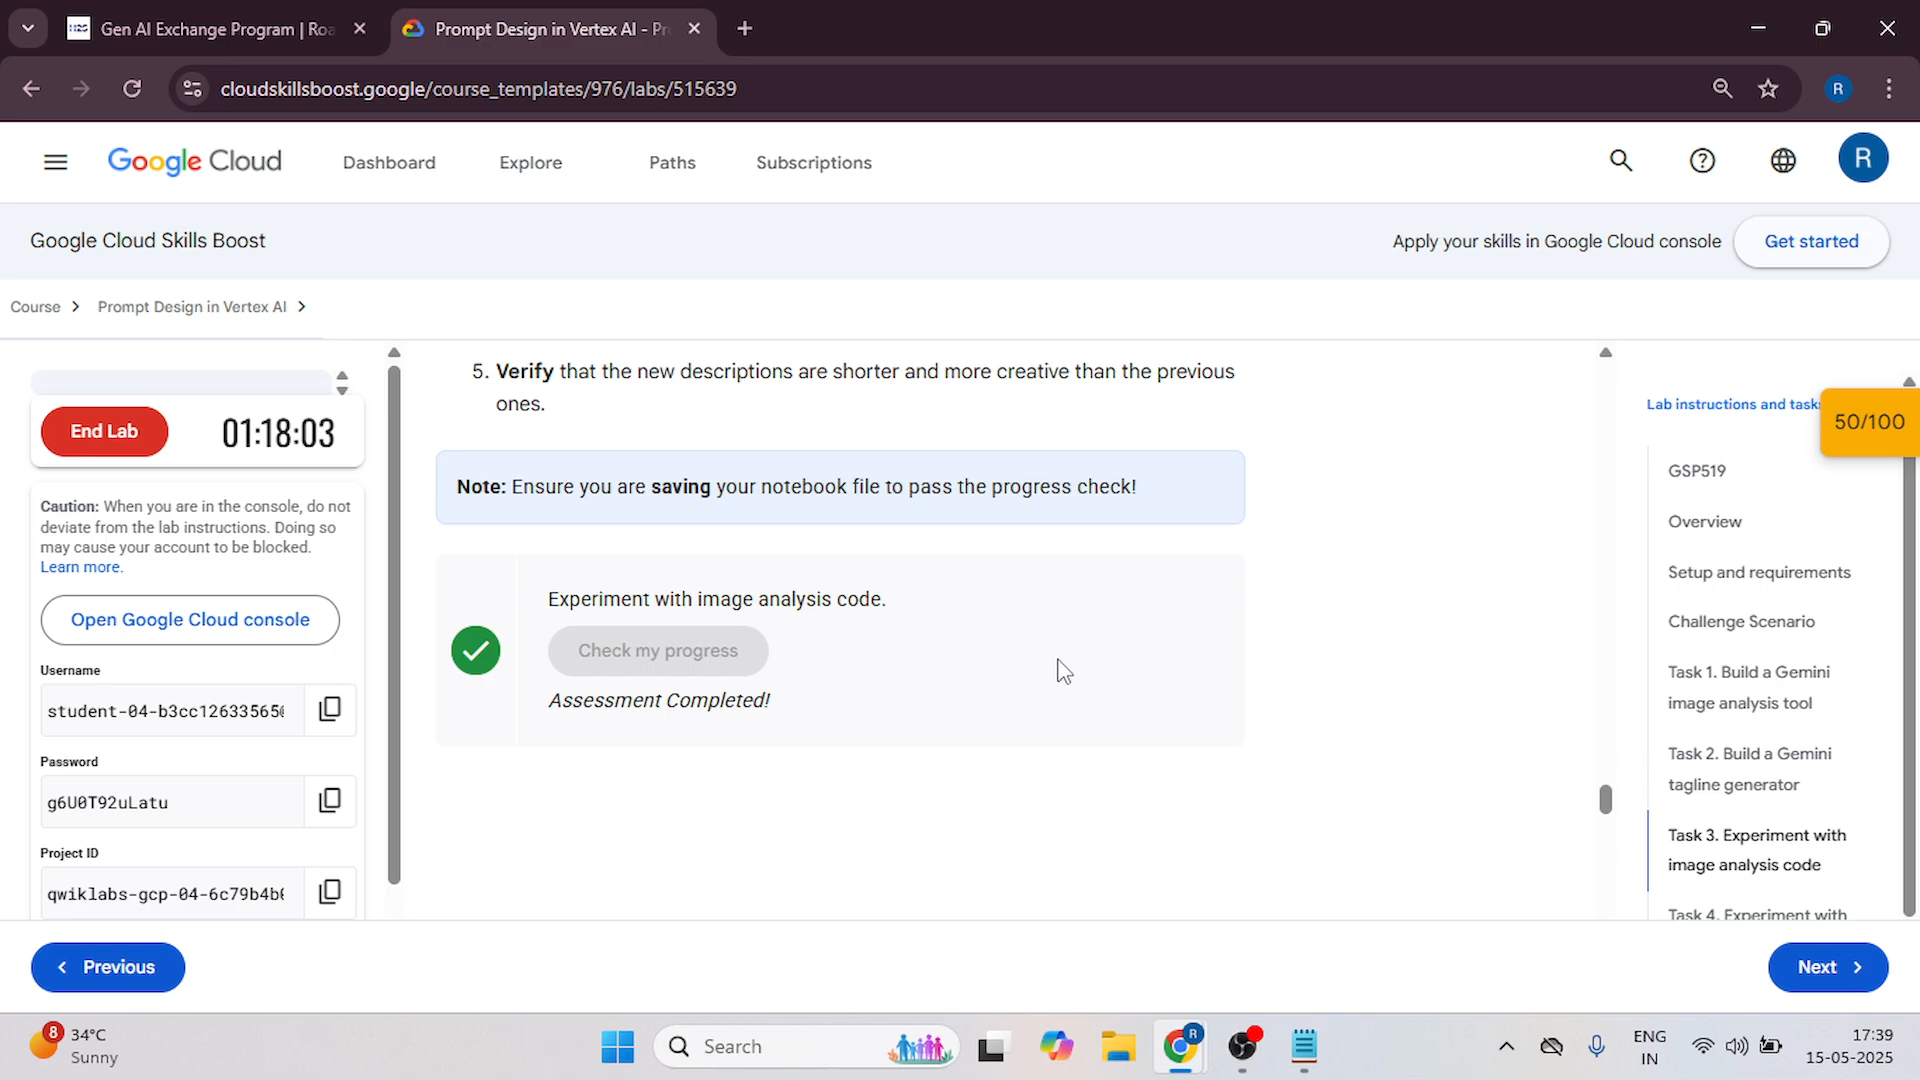 Gen AI Exchange Program | Roa
Prompt Design in Vertex AI - Pr
cloudskillsboost.google/course_templates/976/labs/515639
R
Google Cloud
Dashboard
Explore
Paths
Subscriptions
R
Google Cloud Skills Boost
Apply your skills in Google Cloud console
Get started
Course
Prompt Design in Vertex AI
End Lab
01:18:03
Caution: When you are in the console, do not
deviate from the lab instructions. Doing so
may cause your account to be blocked.
Learn more.
Open Google Cloud console
Username
student-04-b3cc12633565
Password
g6U0T92uLatu
Project ID
qwiklabs-gcp-04-6c79b4b
5. Verify that the new descriptions are shorter and more creative than the previous
ones.
Note: Ensure you are saving your notebook file to pass the progress check!
Experiment with image analysis code.
Check my progress
Assessment Completed!
Lab instructions and tasks
50/100
GSP519
Overview
Setup and requirements
Challenge Scenario
Task 1. Build a Gemini
image analysis tool
Task 2. Build a Gemini
tagline generator
Task 3. Experiment with
image analysis code
Task 4. Experiment with
Previous
Next
8
34°C
Sunny
Search
R
ENG
IN
17:39
15-05-2025